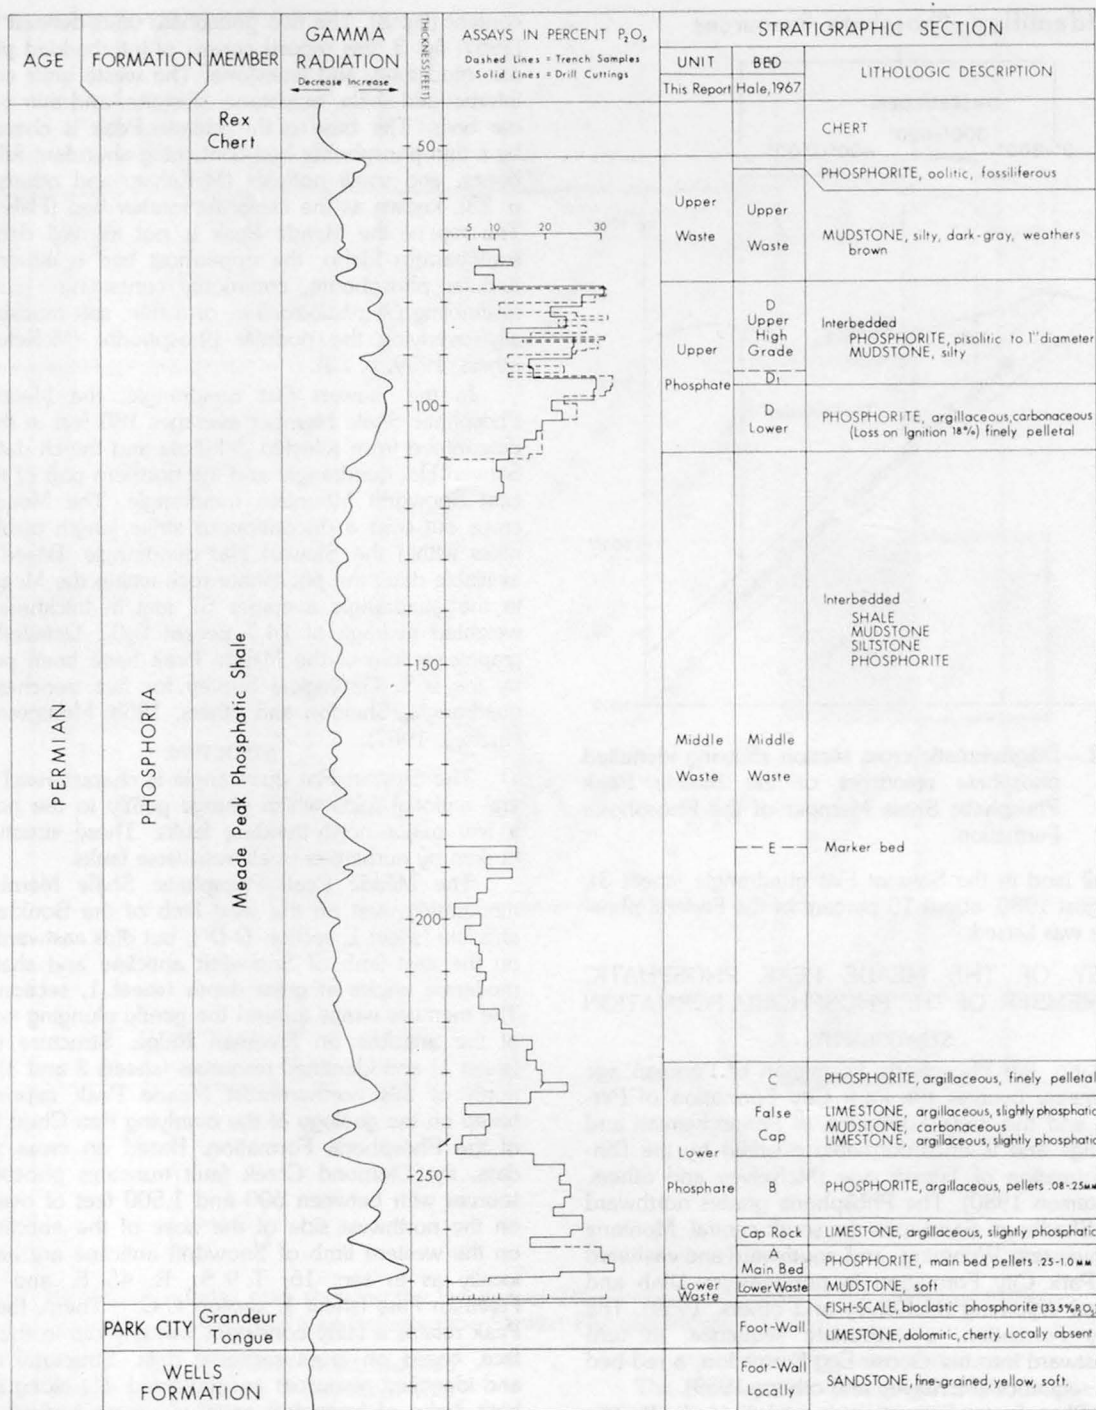 AGE
FORMATION
MEMBER
GAMMA
RADIATION
Decrease Increase
THICKNESS(FEET)
ASSAYS IN PERCENT P₂O₅
Dashed Lines = Trench Samples
Solid Lines = Drill Cuttings
STRATIGRAPHIC SECTION
UNIT
BED
LITHOLOGIC DESCRIPTION
This Report
Hale, 1967
Rex
Chert
50
CHERT
PHOSPHORITE, oolitic, fossiliferous
Upper
Waste
Upper
Waste
5 10 20 30
MUDSTONE, silty, dark-gray, weathers
brown
D
Upper
High
Grade
Upper
Phosphate
Interbedded
PHOSPHORITE, pisolitic to 1" diameter
MUDSTONE, silty
D₁
100
D
Lower
PHOSPHORITE, argillaceous, carbonaceous
(Loss on Ignition 18%) finely pelletal
Interbedded
SHALE
MUDSTONE
SILTSTONE
PHOSPHORITE
150
PERMIAN
PHOSPHORIA
Meade Peak Phosphatic Shale
Middle
Waste
Middle
Waste
E
Marker bed
200
C
PHOSPHORITE, argillaceous, finely pelletal
False
Cap
LIMESTONE, argillaceous, slightly phosphatic
MUDSTONE, carbonaceous
LIMESTONE, argillaceous, slightly phosphatic
Lower
Phosphate
250
B
PHOSPHORITE, argillaceous, pellets .08-.25mm
Cap Rock
LIMESTONE, argillaceous, slightly phosphatic
A
Main Bed
PHOSPHORITE, main bed pellets .25-1.0mm
Lower
Waste
Lower Waste
MUDSTONE, soft
FISH-SCALE, bioclastic phosphorite (33.5% P₂O₅)
PARK CITY
Grandeur
Tongue
Foot-Wall
LIMESTONE, dolomitic, cherty. Locally absent
WELLS
FORMATION
Foot-Wall
Locally
SANDSTONE, fine-grained, yellow, soft.